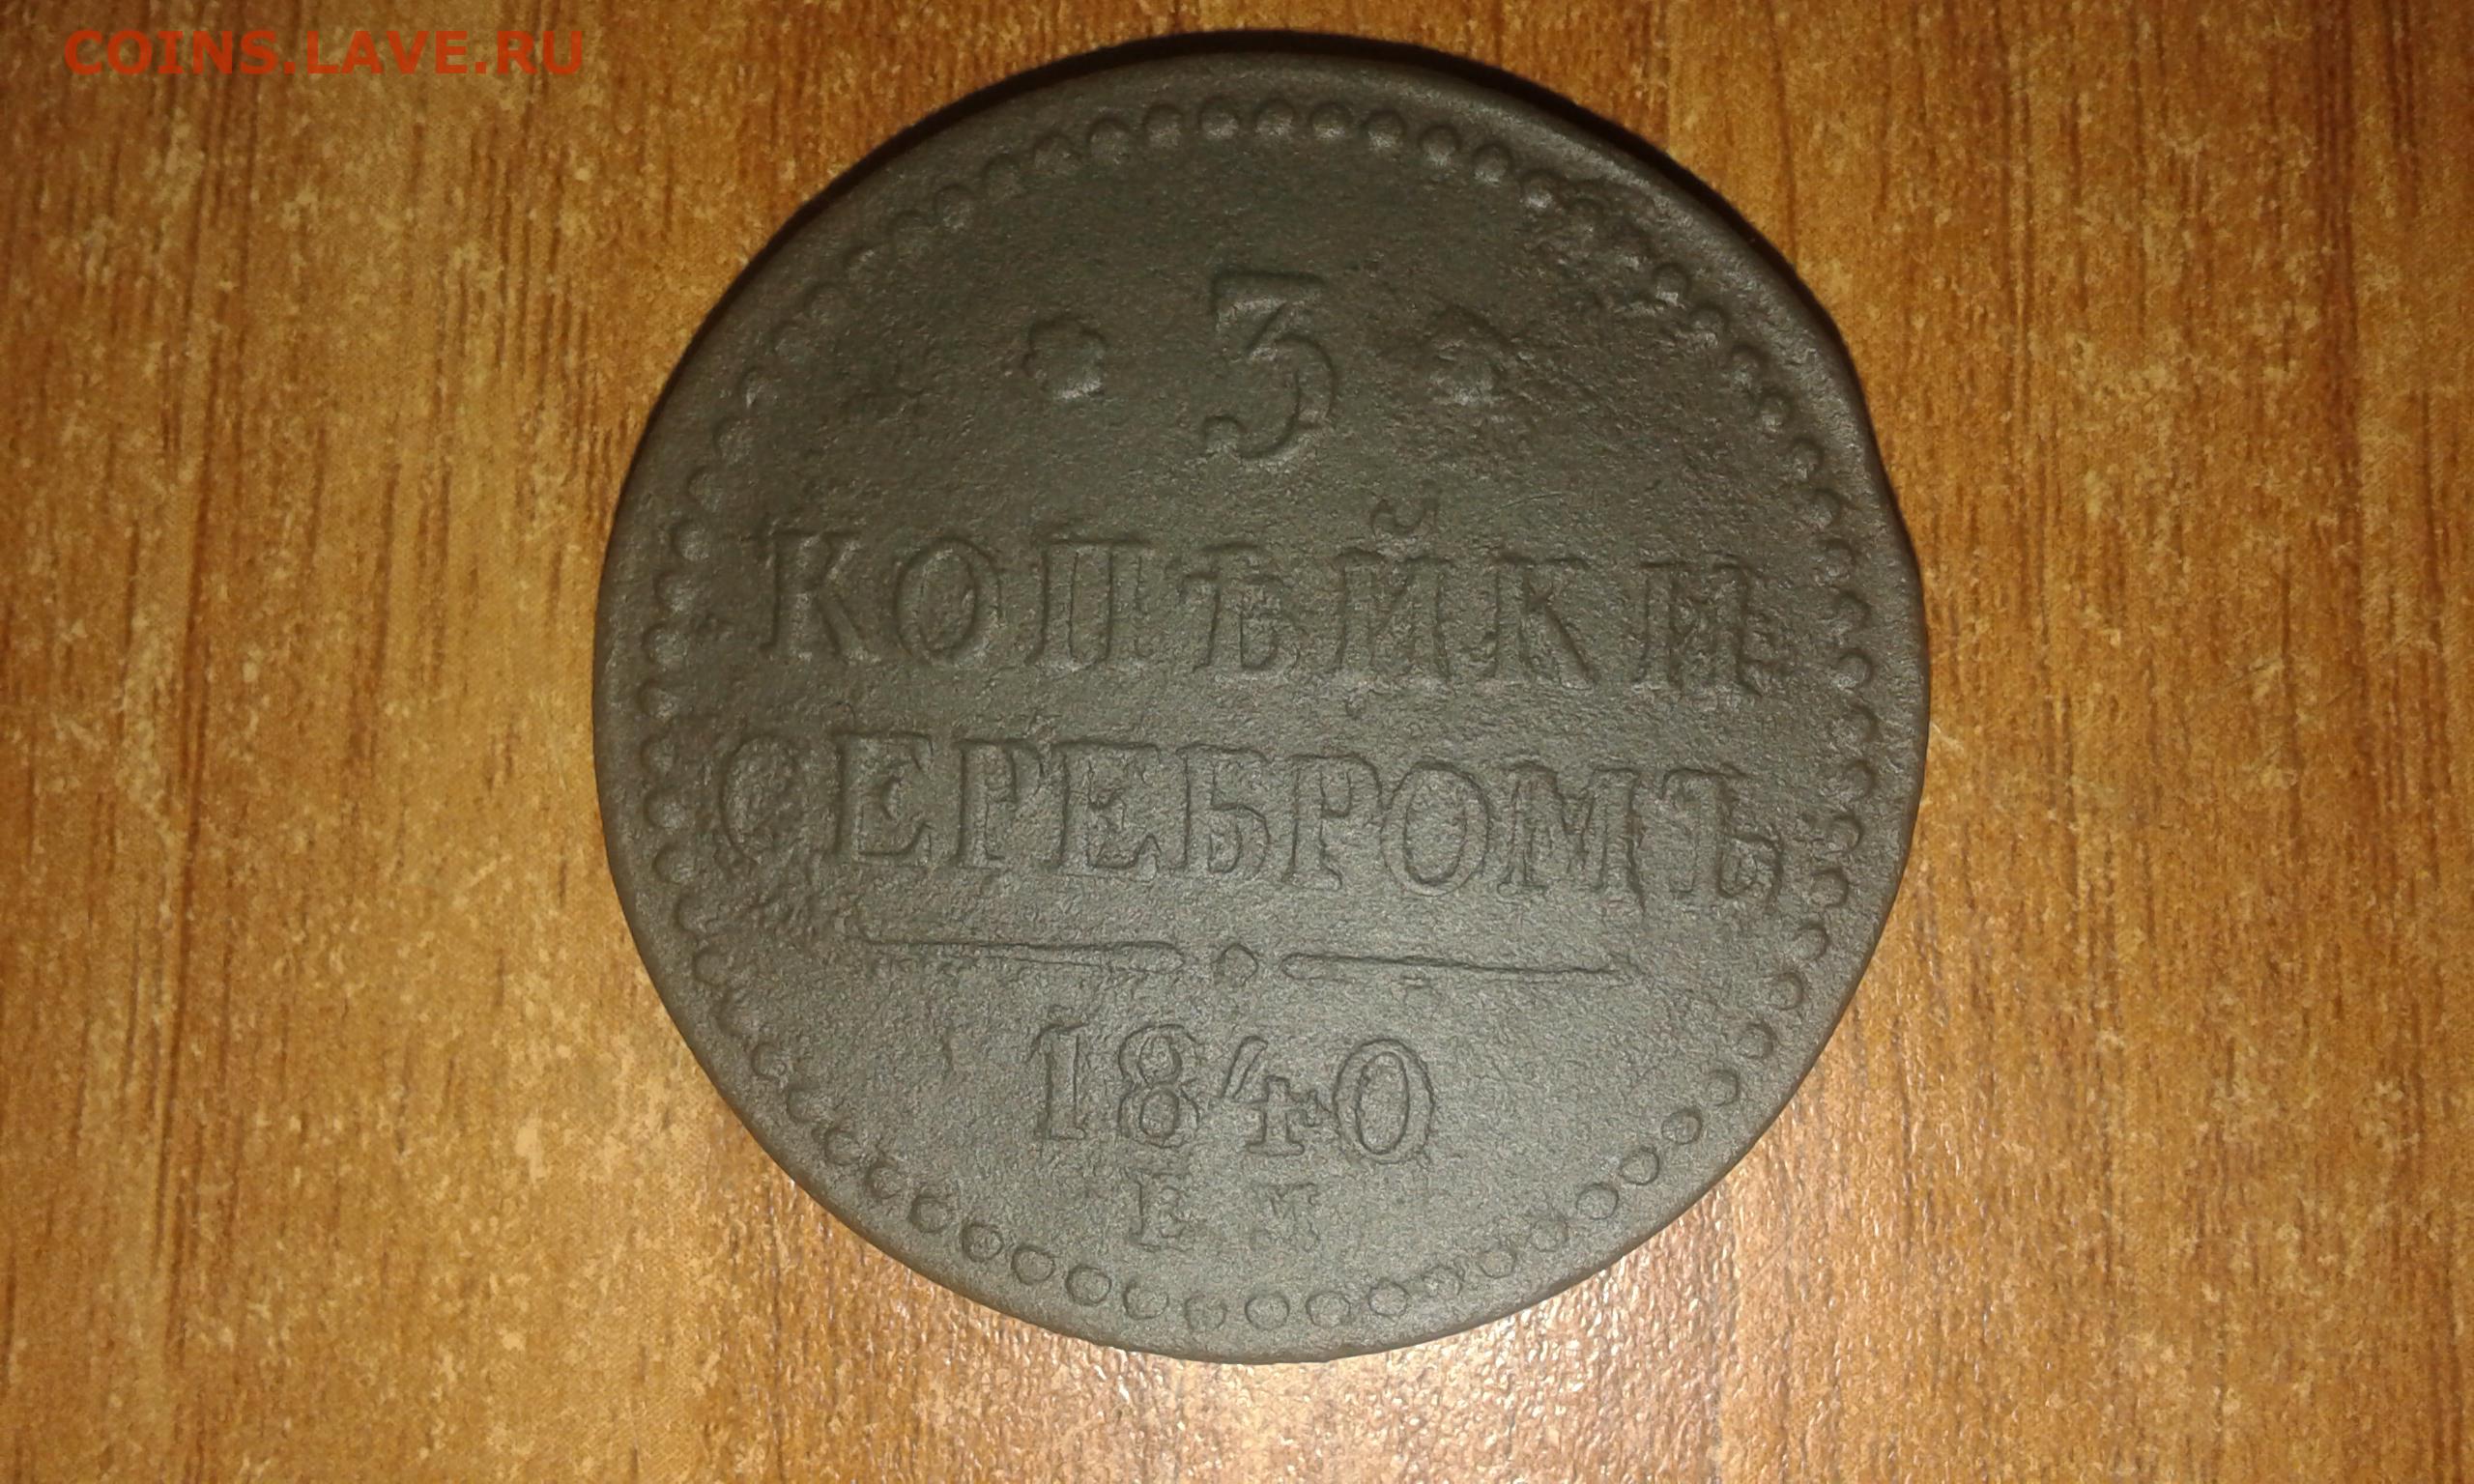 COINS.LAVE.RU
3
КОПѢЙКИ
СЕРЕБРОМЪ
1840
ЕМ